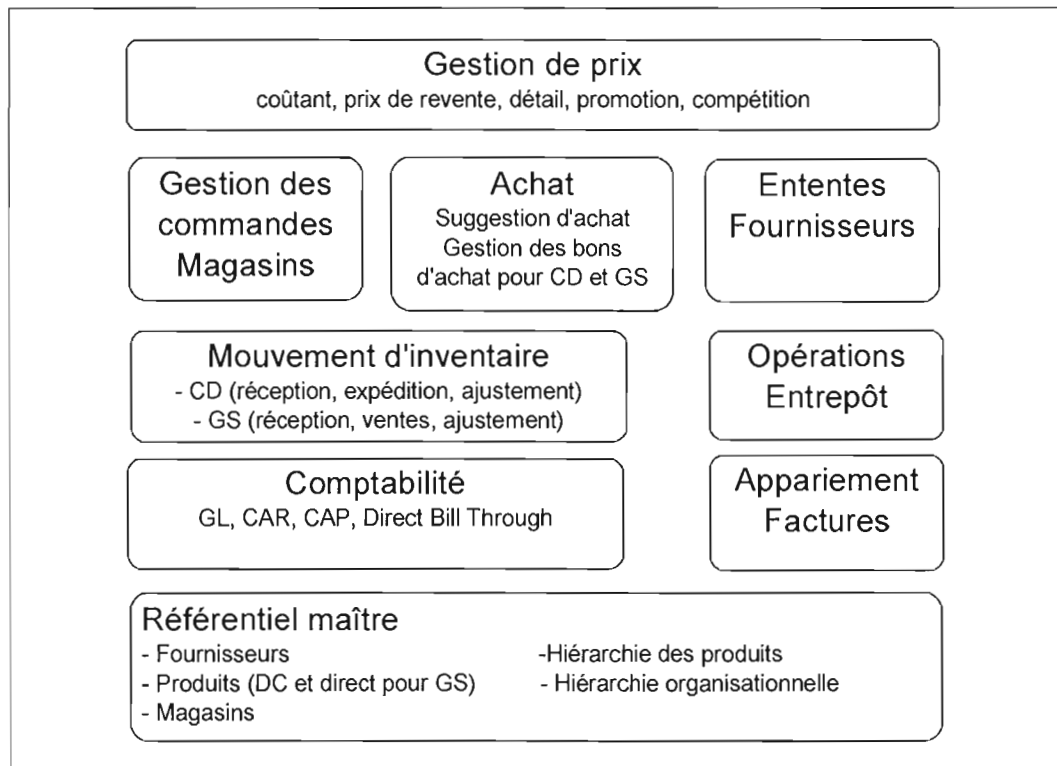 Gestion de prix
coûtant, prix de revente, détail, promotion, compétition
Gestion des
commandes
Magasins
Achat
Suggestion d'achat
Gestion des bons
d'achat pour CD et GS
Ententes
Fournisseurs
Mouvement d'inventaire
- CD (réception, expédition, ajustement)
- GS (réception, ventes, ajustement)
Opérations
Entrepôt
Comptabilité
GL, CAR, CAP, Direct Bill Through
Appariement
Factures
Référentiel maître
- Fournisseurs
- Produits (DC et direct pour GS)
- Magasins
-Hiérarchie des produits
- Hiérarchie organisationnelle